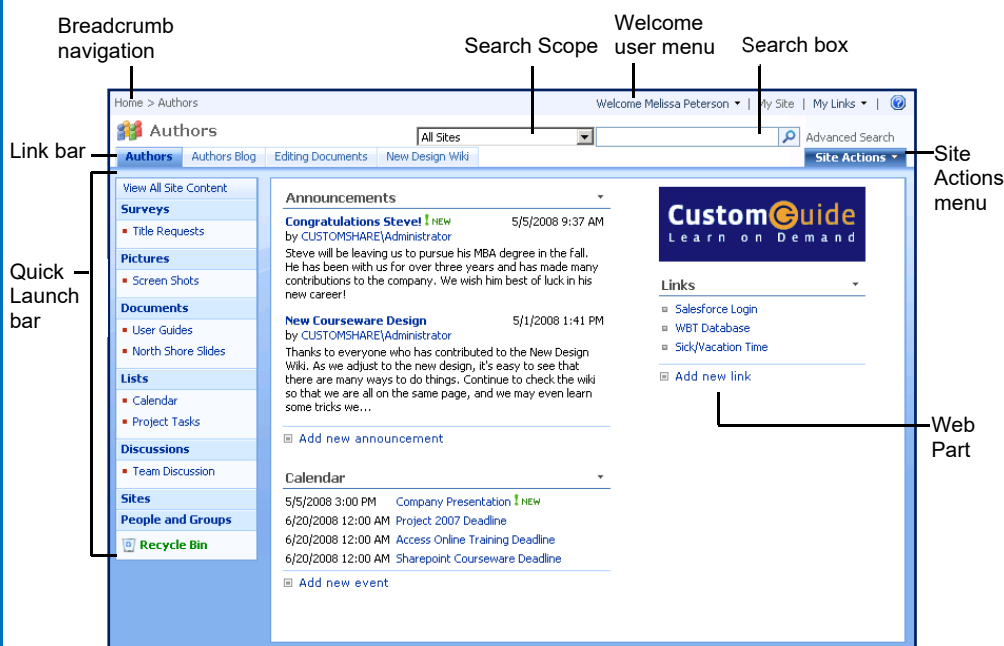 Breadcrumb
navigation
Search Scope
Welcome
user menu
Search box
Home > Authors
Welcome Melissa Peterson | My Site | My Links |
Authors
All Sites
Advanced Search
Link bar
Authors Authors Blog Editing Documents New Design Wiki
Site Actions
Site
Actions
menu
Quick
Launch
bar
View All Site Content
Surveys
Title Requests
Pictures
Screen Shots
Documents
User Guides
North Shore Slides
Lists
Calendar
Project Tasks
Discussions
Team Discussion
Sites
People and Groups
Recycle Bin
Announcements
Congratulations Steve! ! NEW 5/5/2008 9:37 AM
by CUSTOMSHARE\Administrator
Steve will be leaving us to pursue his MBA degree in the fall.
He has been with us for over three years and has made many
contributions to the company. We wish him best of luck in his
new career!
New Courseware Design 5/1/2008 1:41 PM
by CUSTOMSHARE\Administrator
Thanks to everyone who has contributed to the New Design
Wiki. As we adjust to the new design, it's easy to see that
there are many ways to do things. Continue to check the wiki
so that we are all on the same page, and we may even learn
some tricks we...
Add new announcement
Calendar
5/5/2008 3:00 PM Company Presentation ! NEW
6/20/2008 12:00 AM Project 2007 Deadline
6/20/2008 12:00 AM Access Online Training Deadline
6/20/2008 12:00 AM Sharepoint Courseware Deadline
Add new event
CustomGuide
Learn on Demand
Links
Salesforce Login
WBT Database
Sick/Vacation Time
Add new link
Web
Part